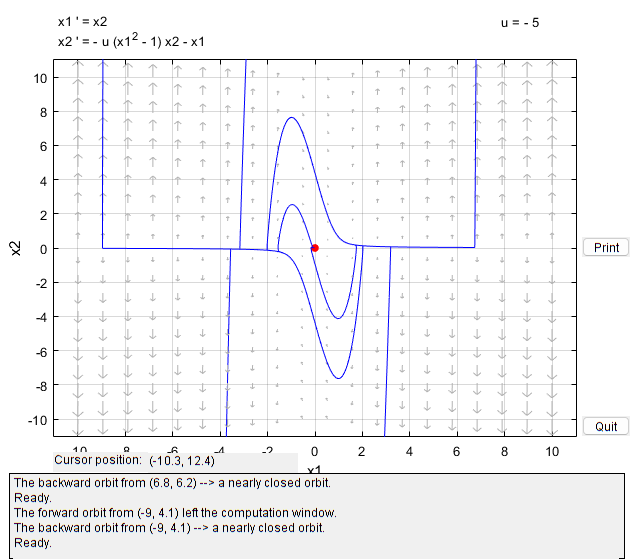 x1 ' = x2
u = - 5
x2 ' = - u (x1² - 1) x2 - x1
10
8
6
4
2
0
-2
-4
-6
-8
-10
x2
-10 -8 -6 -4 -2 0 2 4 6 8 10
x1
Print
Quit
Cursor position: (-10.3, 12.4)
The backward orbit from (6.8, 6.2) --> a nearly closed orbit.
Ready.
The forward orbit from (-9, 4.1) left the computation window.
The backward orbit from (-9, 4.1) --> a nearly closed orbit.
Ready.